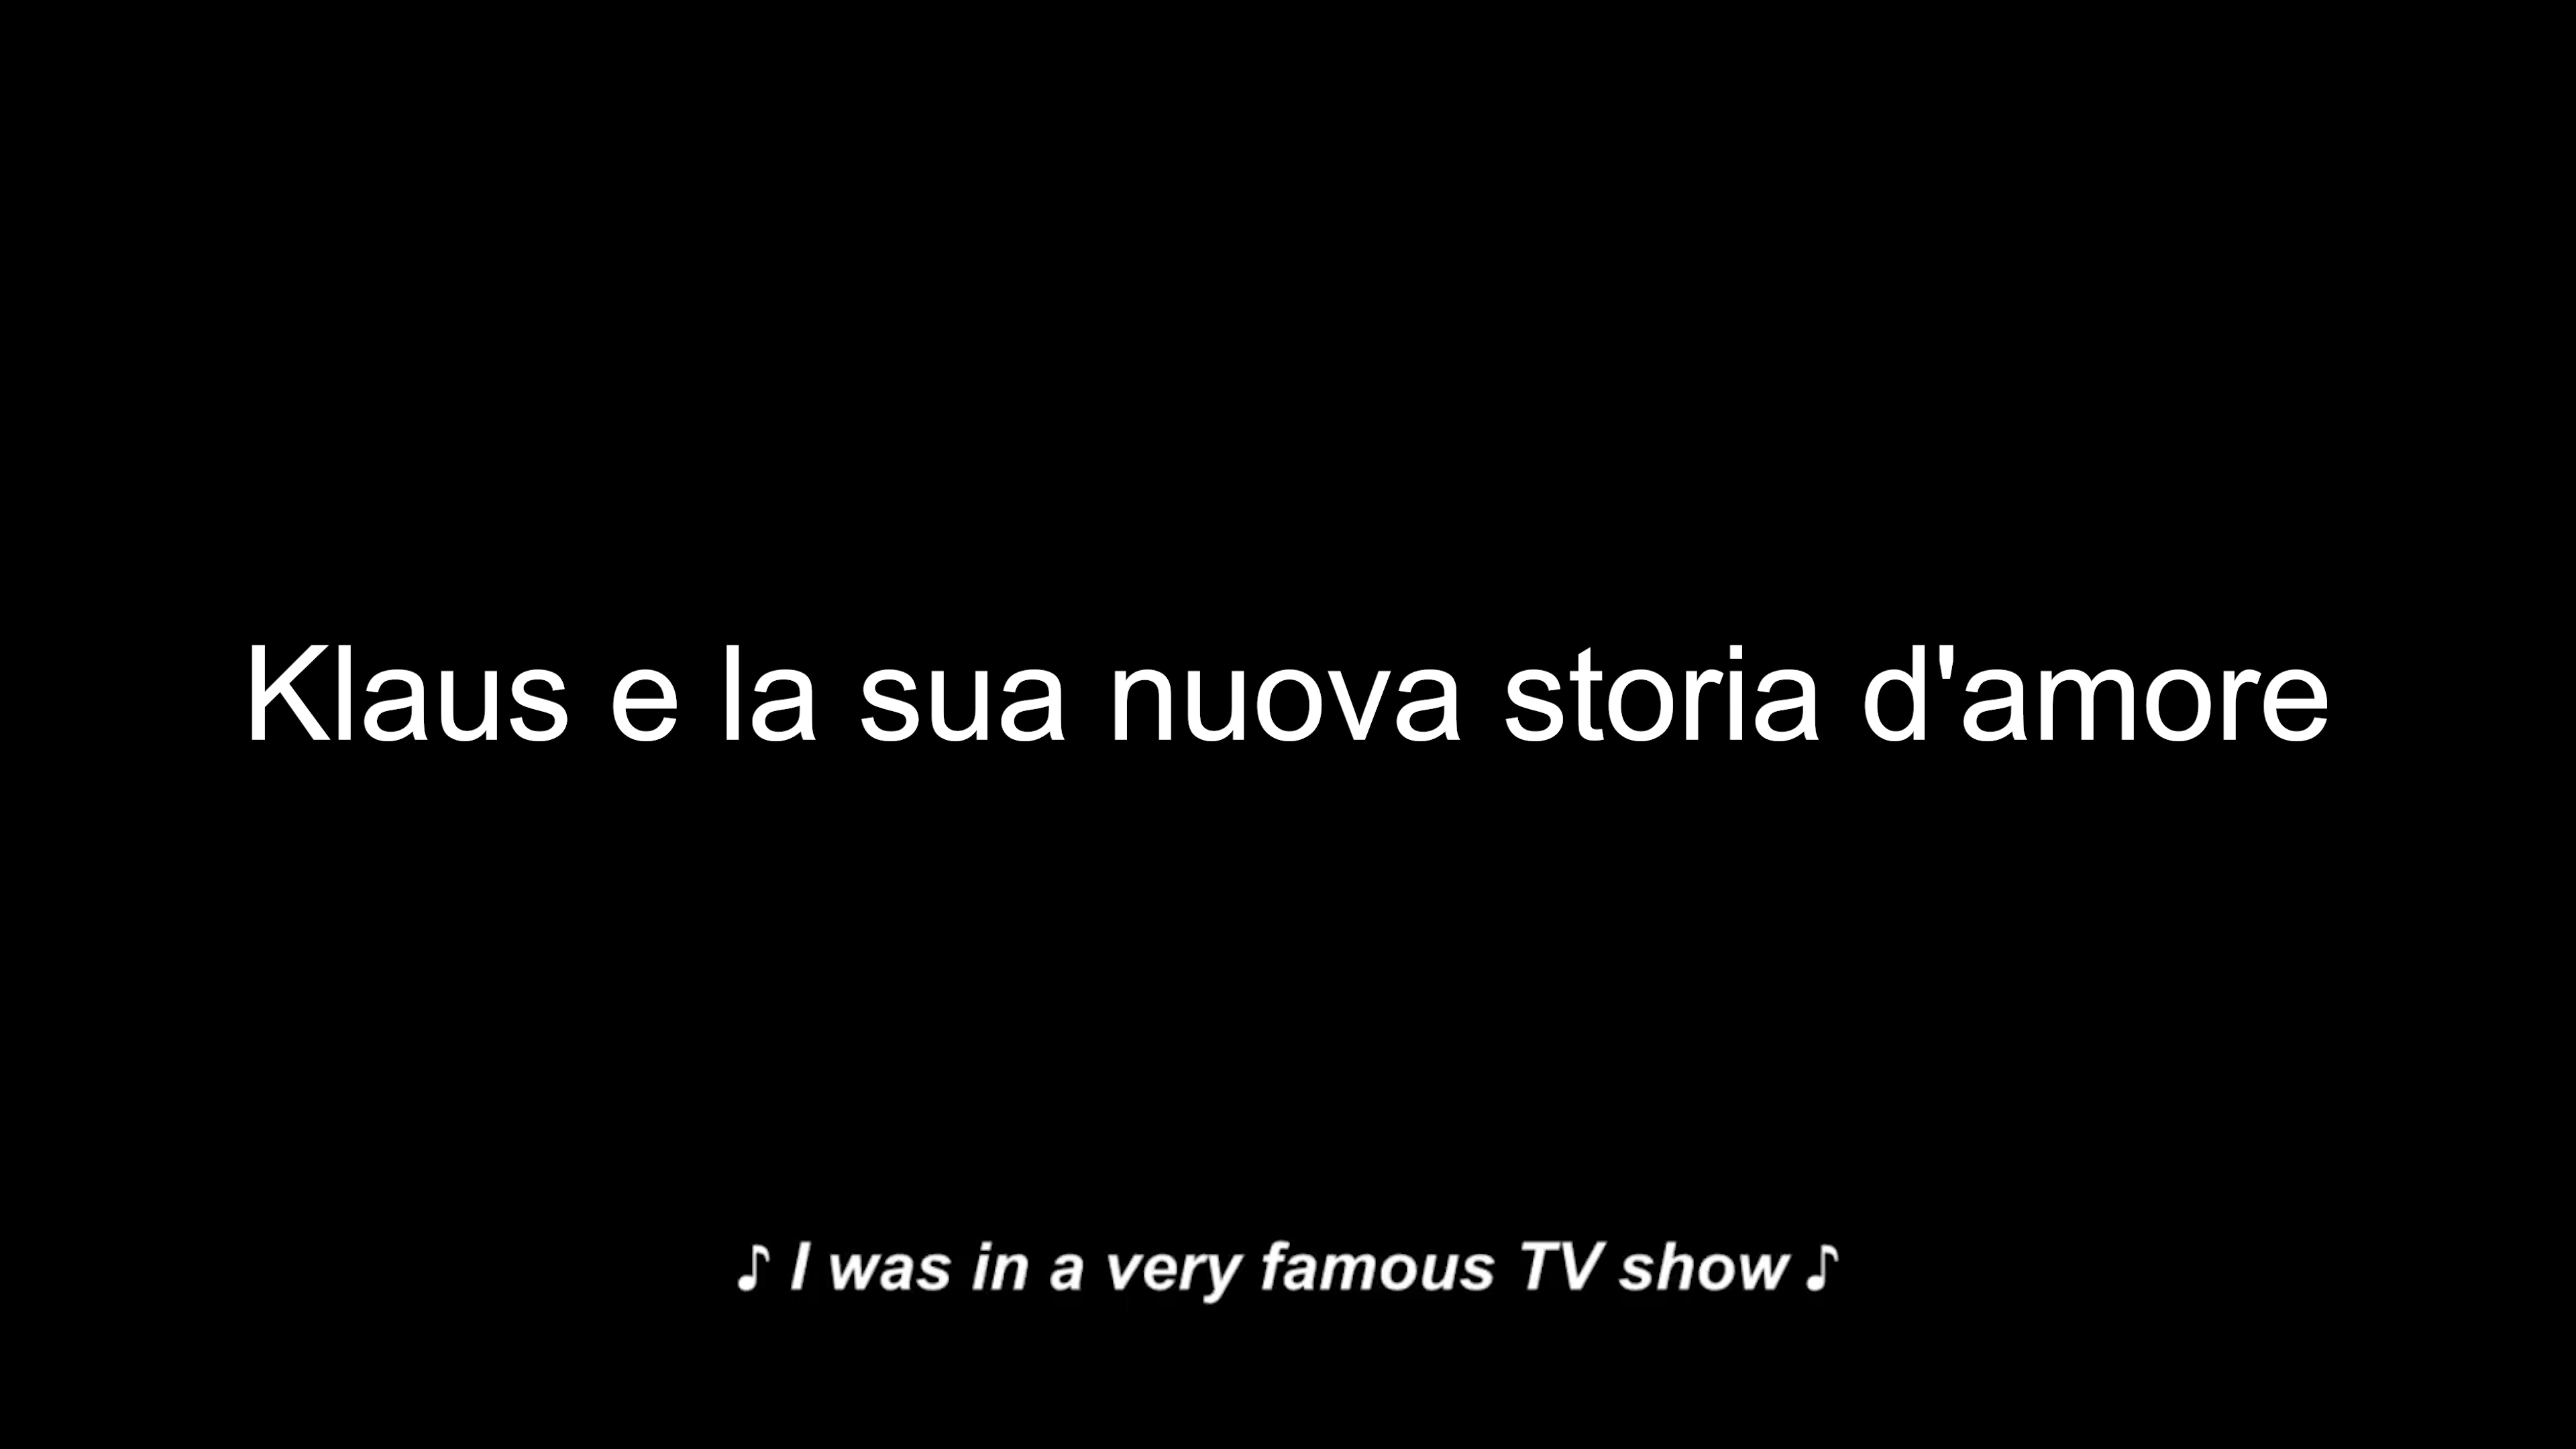 Klaus e la sua nuova storia d'amore
♪ I was in a very famous TV show ♪